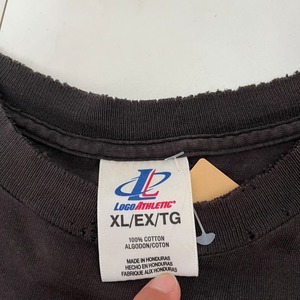 LOGO ATHLETIC
XL/EX/TG
100% COTTON
ALGODON/COTON
MADE IN HONDURAS
HECHO EN HONDURAS
FABRIQUE AUX HONDURAS